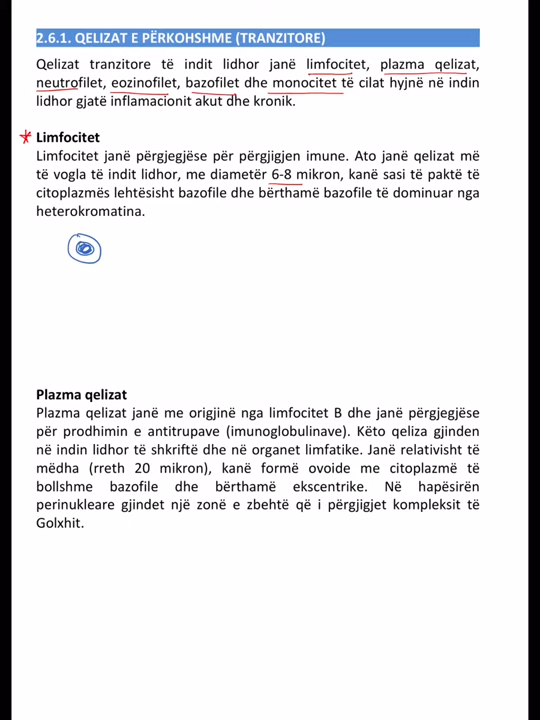 2.6.1. QELIZAT E PËRKOHSHME (TRANZITORE)
Qelizat tranzitore të indit lidhor janë limfocitet, plazma qelizat,
neutrofilet, eozinofilet, bazofilet dhe monocitet të cilat hyjnë në indin
lidhor gjatë inflamacionit akut dhe kronik.
Limfocitet
Limfocitet janë përgjegjëse për përgjigjen imune. Ato janë qelizat më
të vogla të indit lidhor, me diametër 6-8 mikron, kanë sasi të paktë të
citoplazmës lehtësisht bazofile dhe bërthamë bazofile të dominuar nga
heterokromatina.
Plazma qelizat
Plazma qelizat janë me origjinë nga limfocitet B dhe janë përgjegjëse
për prodhimin e antitrupave (imunoglobulinave). Këto qeliza gjinden
në indin lidhor të shkriftë dhe në organet limfatike. Janë relativisht të
mëdha (rreth 20 mikron), kanë formë ovoide me citoplazmë të
bollshme bazofile dhe bërthamë ekscentrike. Në hapësirën
perinukleare gjindet një zonë e zbehtë që i përgjigjet kompleksit të
Golxhit.